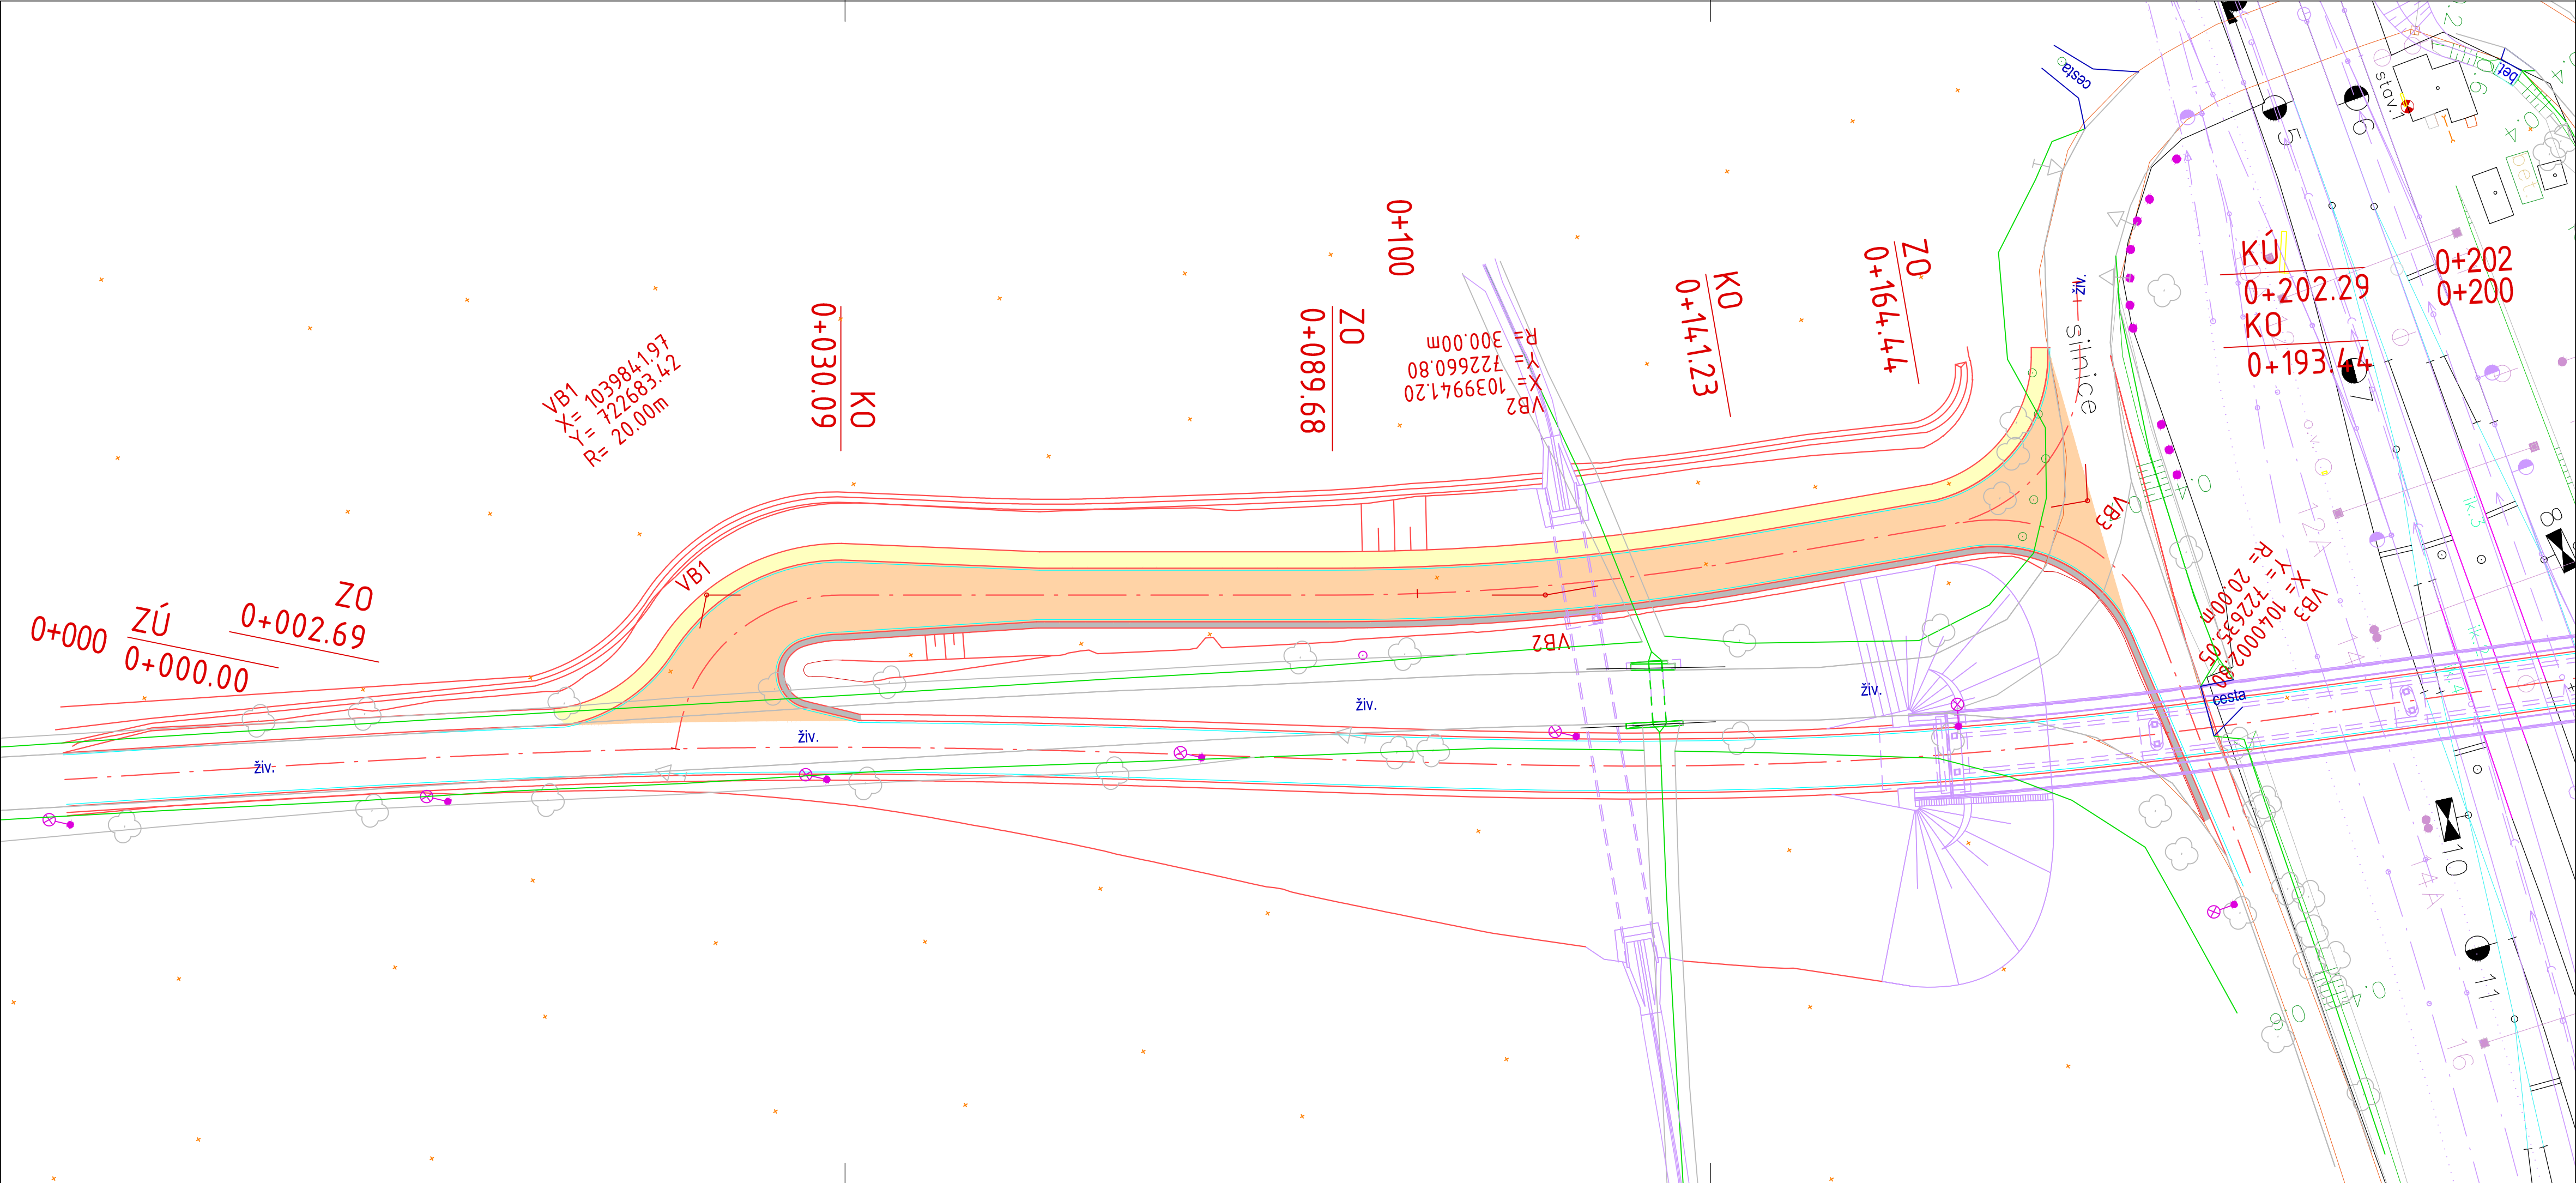 0+000
ZÚ
0+000.00
ZO
0+002.69
VB1
X= 1039841.97
Y= 722683.42
R= 20.00m
VB1
0+030.09
KO
ZO
0+089.68
0+100
VB2
X= 1039941.20
Y= 722660.80
R= 300.00m
VB2
KO
0+141.23
ZO
0+164.44
VB3
VB3
X= 1040002.80
Y= 722635.05
R= 20.00m
KÚ
0+202.29
KO
0+193.44
0+202
0+200
živ.
živ.
živ.
živ.
živ.
silnice
cesta
cesta
bet
stav.
5
6
7
8
10
11